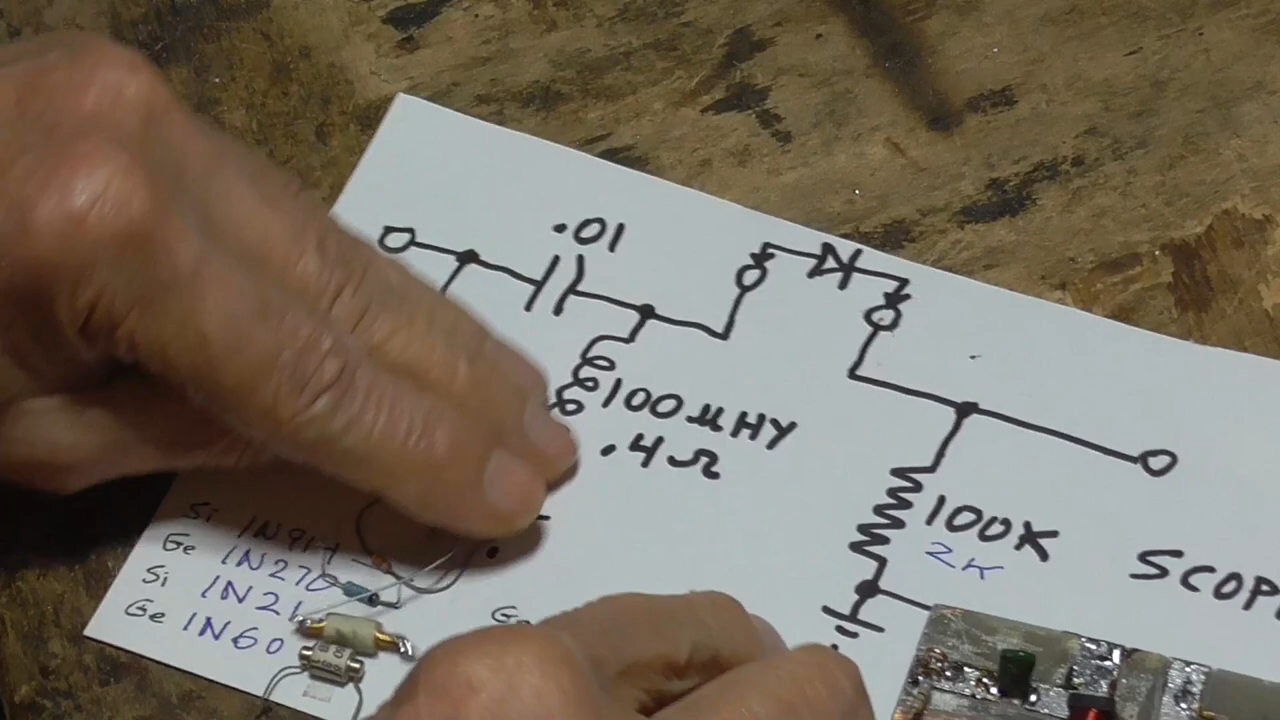 .01
100µHY
.4Ω
100K
2K
SCOP
Si 1N914
Ge 1N270
Si 1N21
Ge 1N60